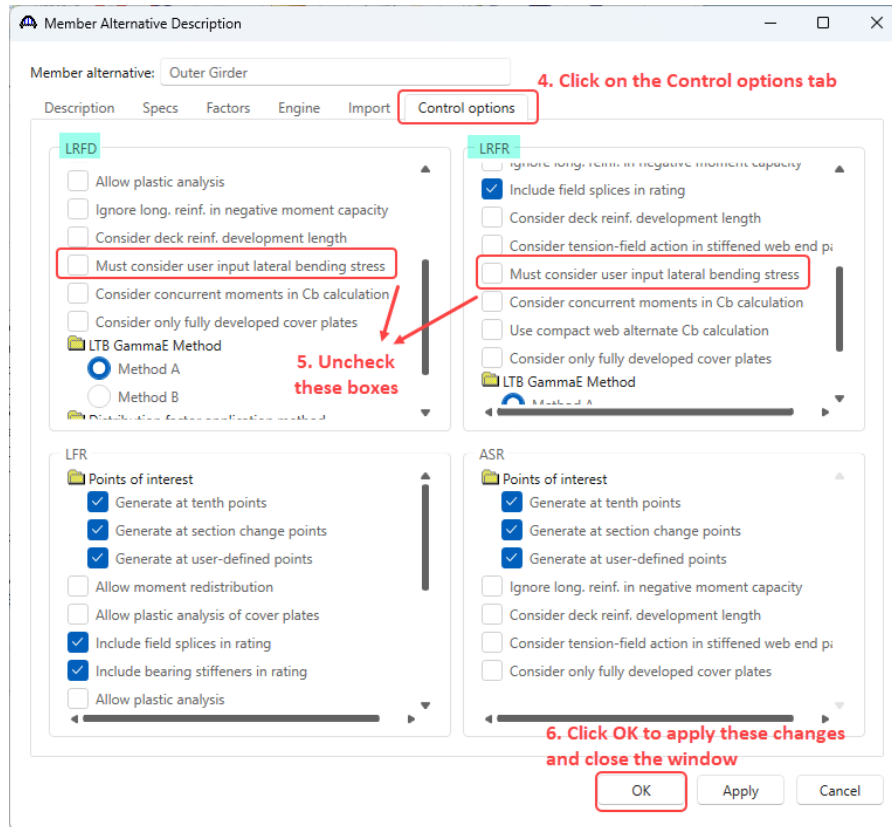 Member Alternative Description
Member alternative: Outer Girder
4. Click on the Control options tab
Description Specs Factors Engine Import Control options
LRFD
Allow plastic analysis
Ignore long. reinf. in negative moment capacity
Consider deck reinf. development length
Must consider user input lateral bending stress
Consider concurrent moments in Cb calculation
Consider only fully developed cover plates
LTB GammaE Method
Method A
Method B
Distribution factor application method
LRFR
Ignore long. reinf. in negative moment capacity
Include field splices in rating
Consider deck reinf. development length
Consider tension-field action in stiffened web end pa
Must consider user input lateral bending stress
Consider concurrent moments in Cb calculation
Use compact web alternate Cb calculation
Consider only fully developed cover plates
LTB GammaE Method
Method A
5. Uncheck
these boxes
LFR
Points of interest
Generate at tenth points
Generate at section change points
Generate at user-defined points
Allow moment redistribution
Allow plastic analysis of cover plates
Include field splices in rating
Include bearing stiffeners in rating
Allow plastic analysis
ASR
Points of interest
Generate at tenth points
Generate at section change points
Generate at user-defined points
Ignore long. reinf. in negative moment capacity
Consider deck reinf. development length
Consider tension-field action in stiffened web end pa
Consider only fully developed cover plates
6. Click OK to apply these changes
and close the window
OK Apply Cancel